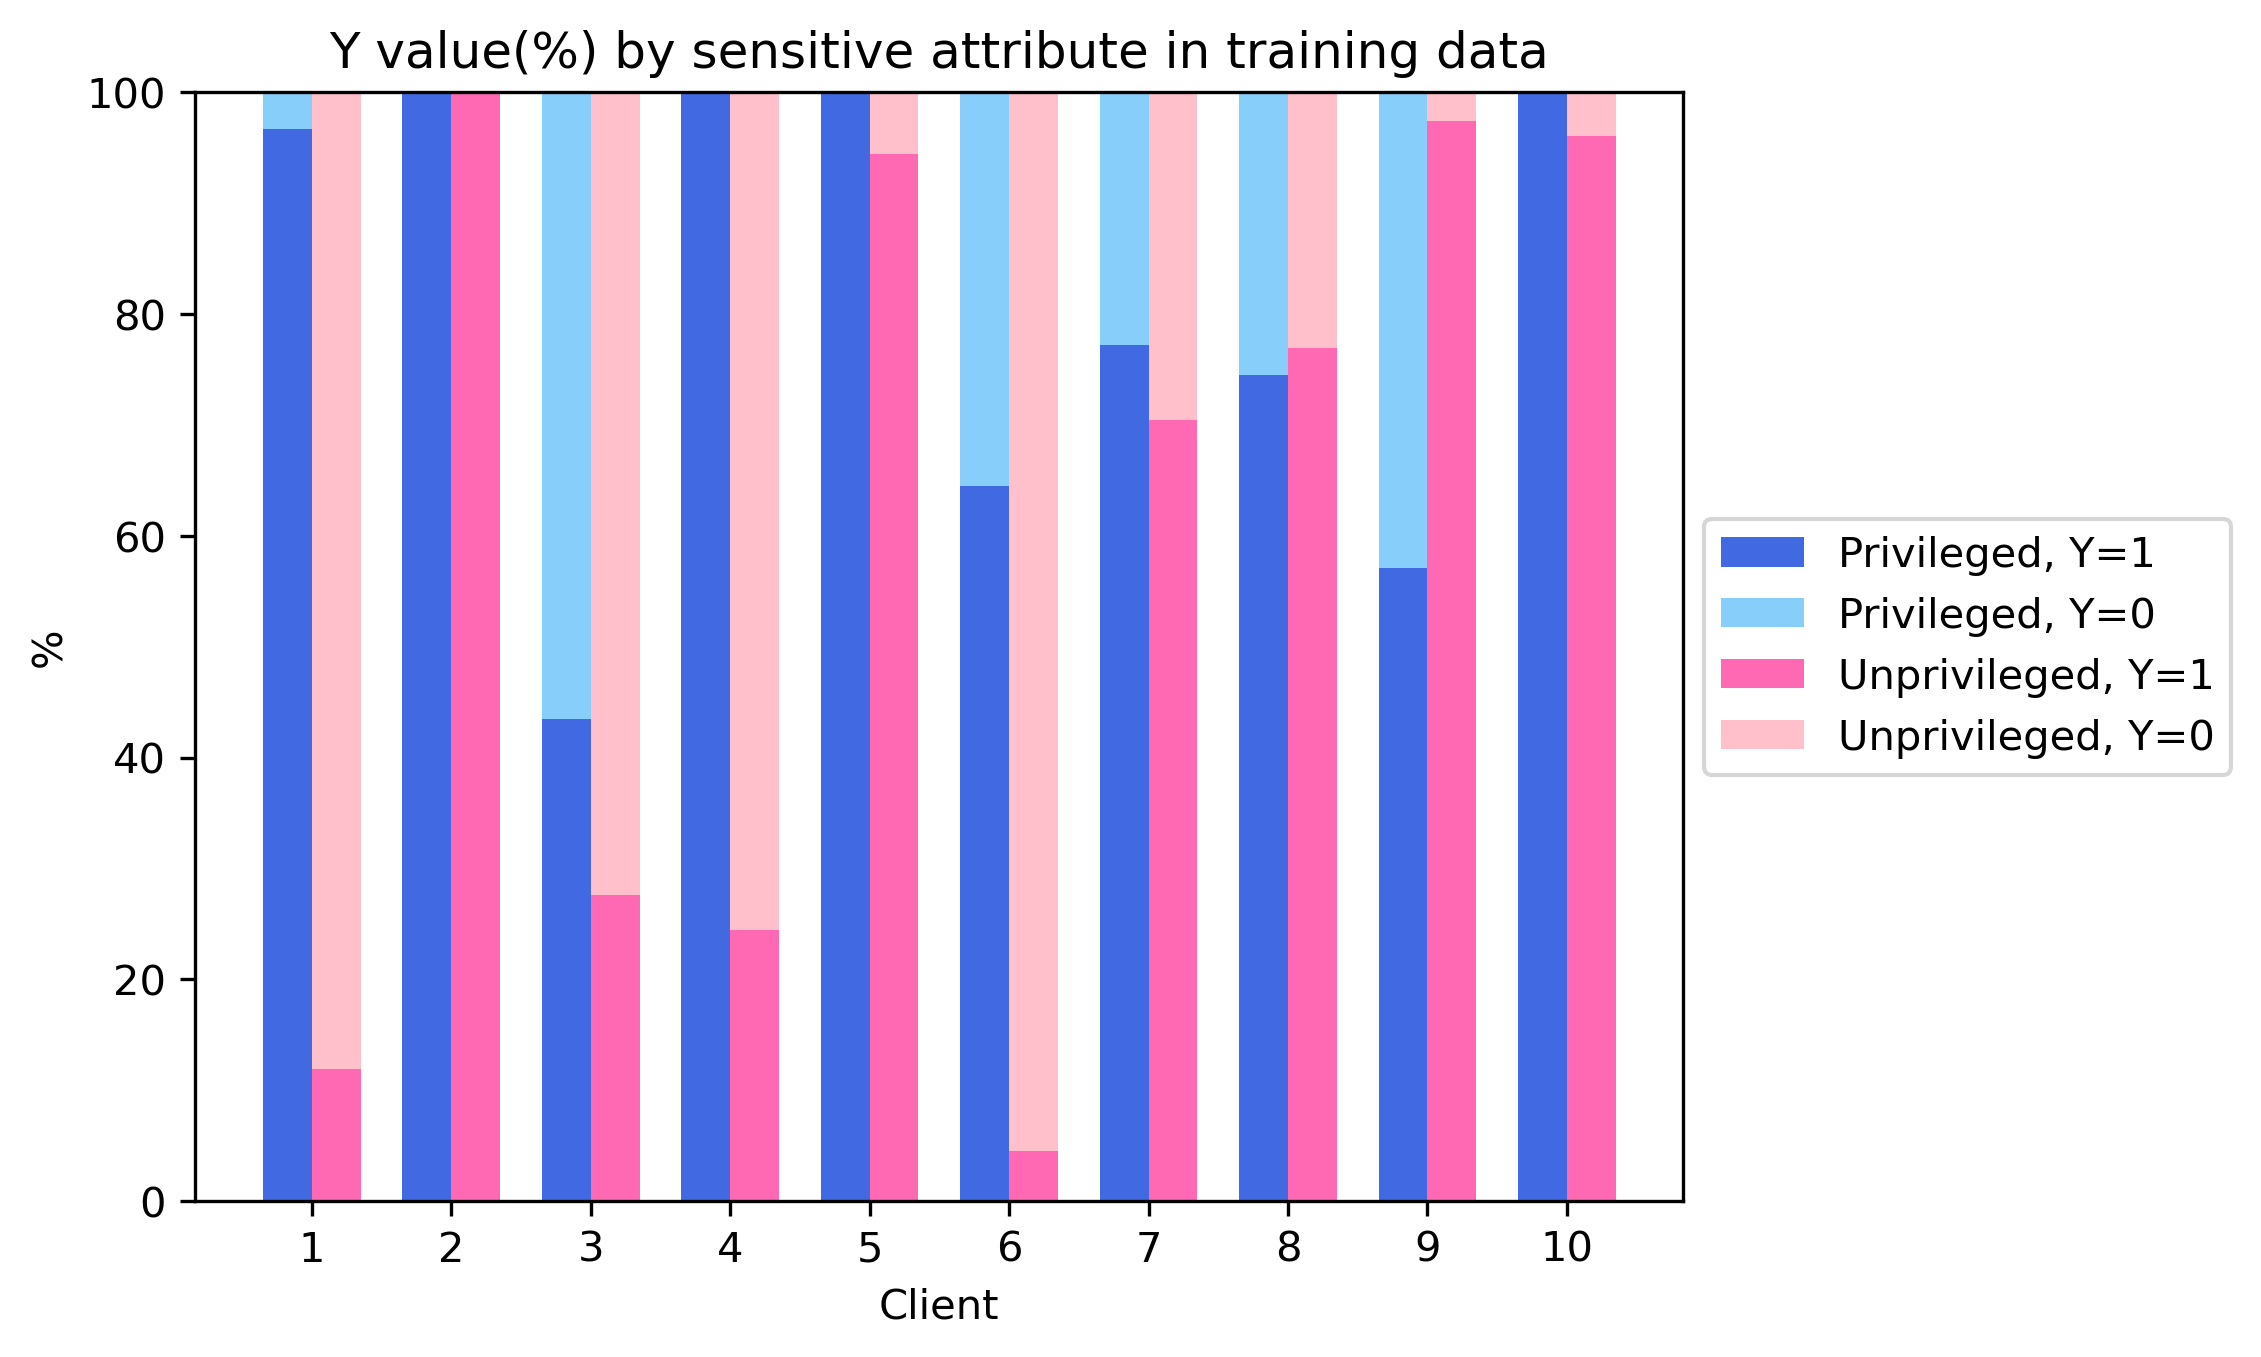 Y value(%) by sensitive attribute in training data
100
80
60
40
20
0
%
1 2 3 4 5 6 7 8 9 10
Client
Privileged, Y=1
Privileged, Y=0
Unprivileged, Y=1
Unprivileged, Y=0